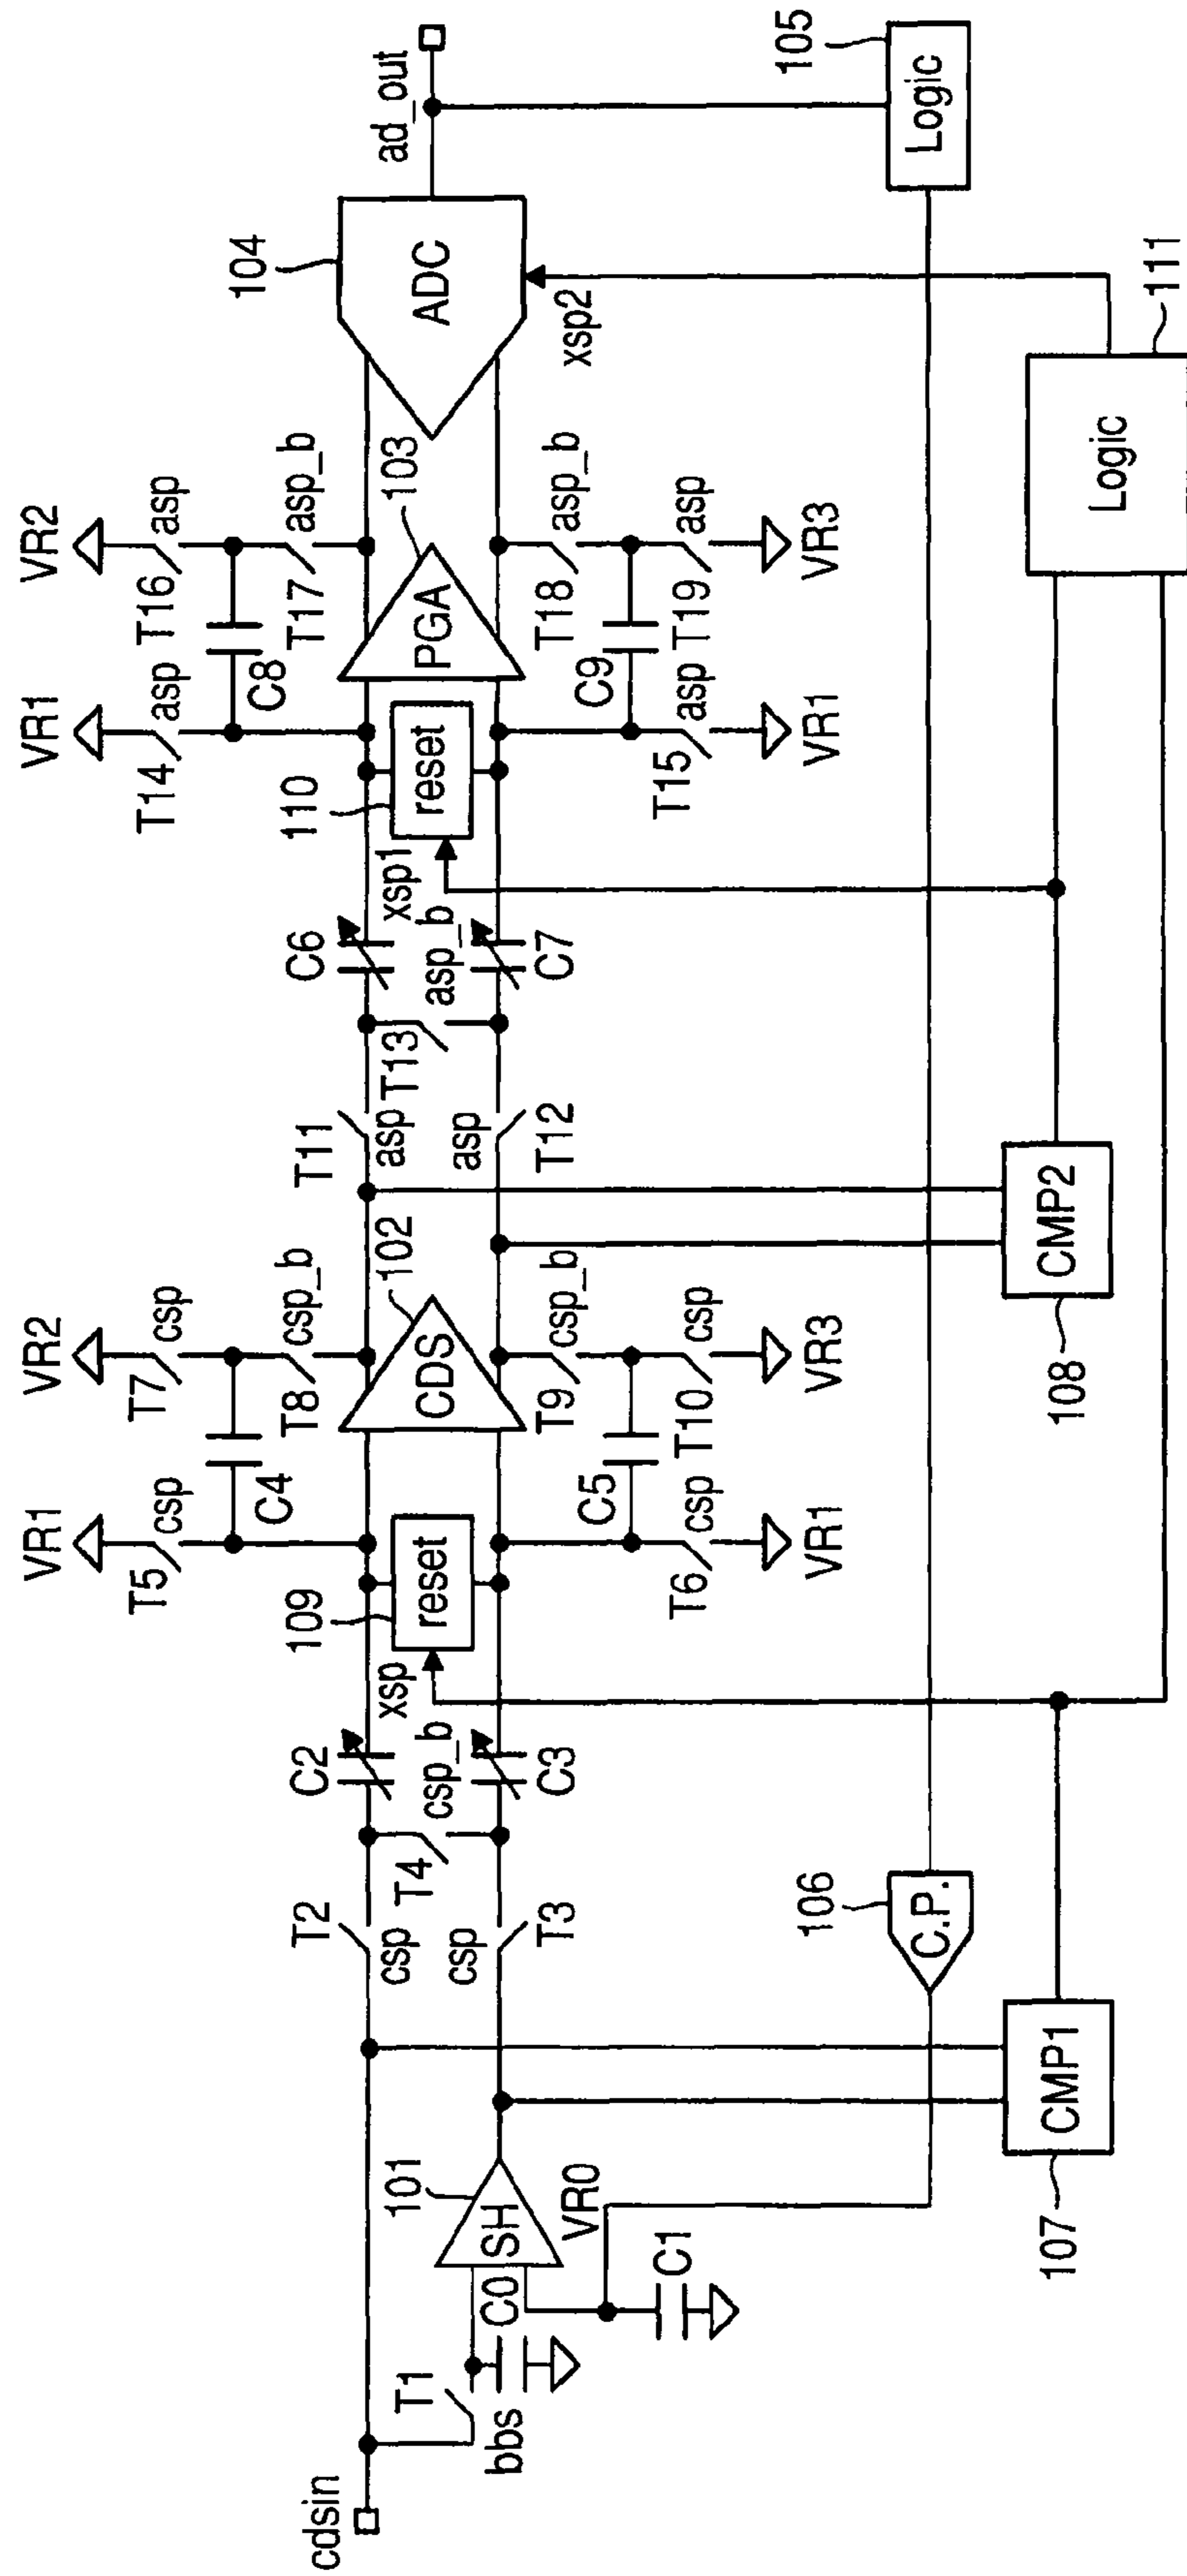 cdsin
T1
bbs
C0
SH
101
VR0
C1
T2
csp
csp
T3
T4
csp_b
C2
C3
xsp
109
reset
VR1
T5
csp
C4
VR2
T7
csp
T8
csp_b
CDS
102
T9
csp_b
C5
T10
csp
VR3
T6
csp
VR1
T11
asp
asp
T12
T13
asp_b
C6
C7
xsp1
110
reset
VR1
T14
asp
C8
VR2
T16
asp
T17
asp_b
PGA
103
T18
asp_b
C9
T19
asp
VR3
T15
asp
VR1
104
ADC
xsp2
ad_out
105
Logic
106
C.P.
CMP1
107
CMP2
108
Logic
111